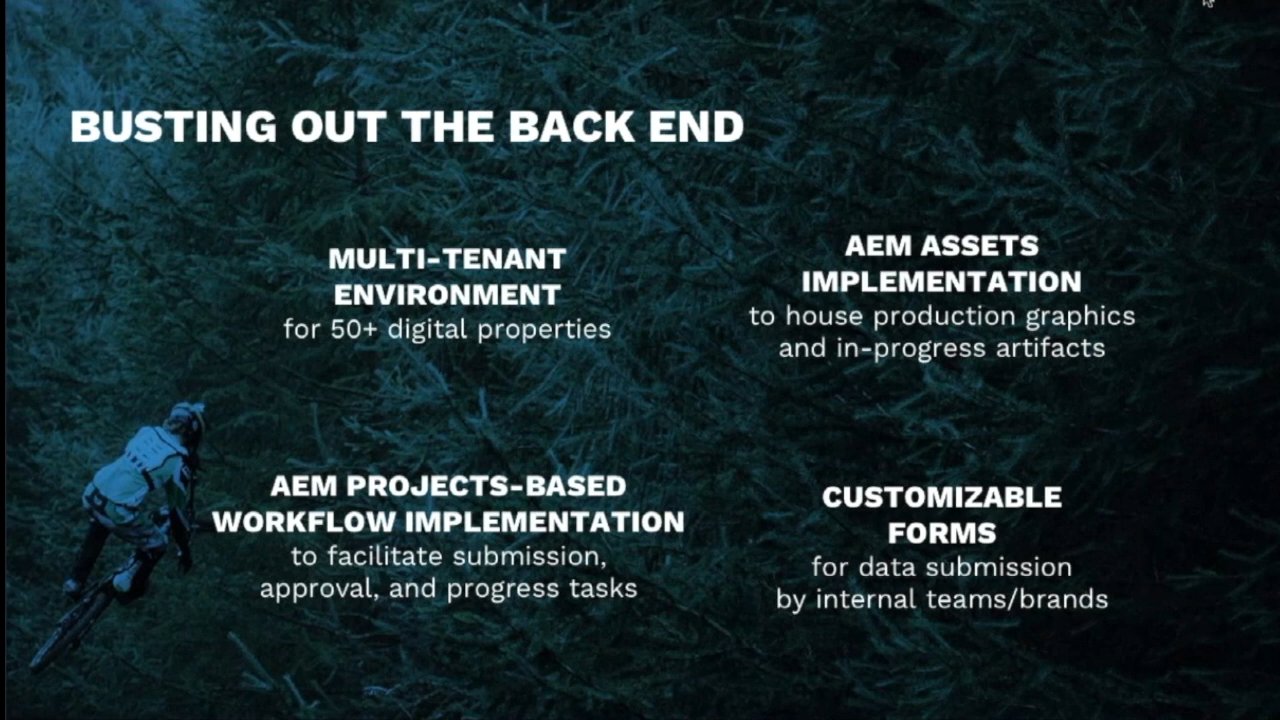 BUSTING OUT THE BACK END
MULTI-TENANT
ENVIRONMENT
for 50+ digital properties
AEM ASSETS
IMPLEMENTATION
to house production graphics
and in-progress artifacts
AEM PROJECTS-BASED
WORKFLOW IMPLEMENTATION
to facilitate submission,
approval, and progress tasks
CUSTOMIZABLE
FORMS
for data submission
by internal teams/brands